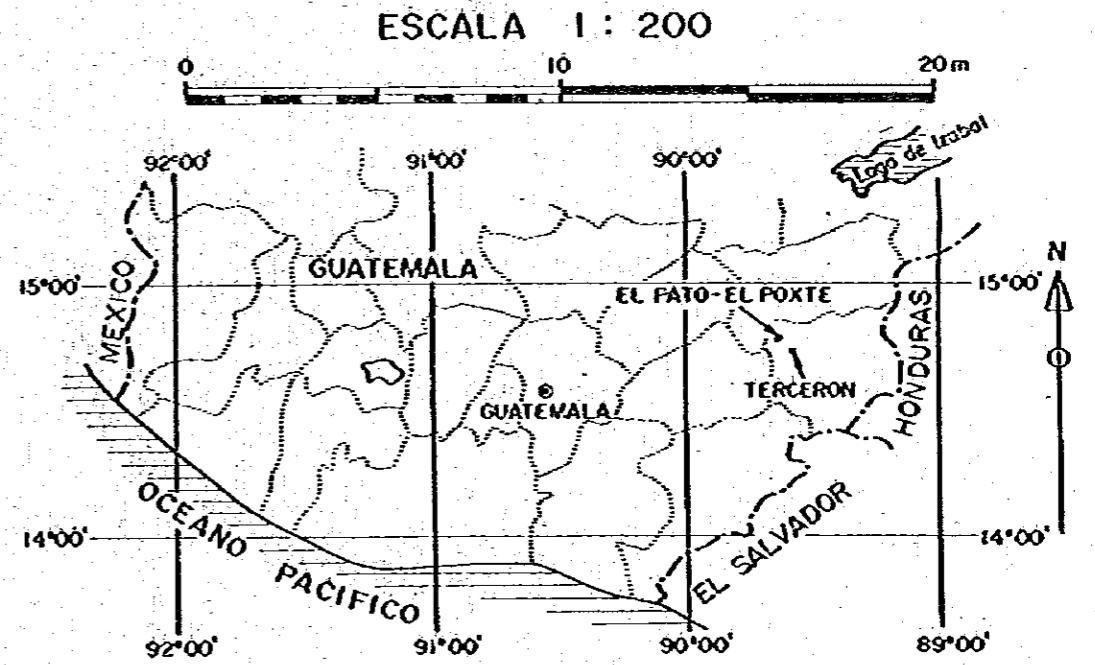 ESCALA 1 : 200
0 10 20 m
92°00' 91°00' 90°00' Lago de Izabal
MEXICO
GUATEMALA
N
15°00' 15°00'
EL PATO-EL POXTE
HONDURAS
TERCERON
GUATEMALA
OCEANO PACIFICO
EL SALVADOR
14°00' 14°00'
92°00' 91°00' 90°00' 89°00'